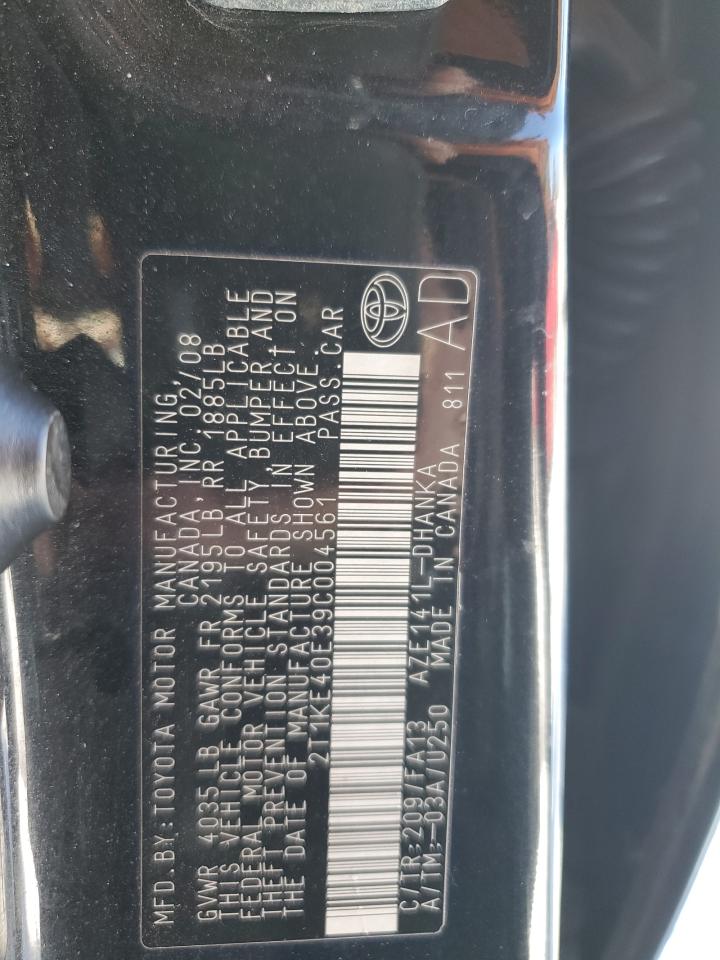 MFD.BY:TOYOTA MOTOR MANUFACTURING,
CANADA, INC. 02/08
GVWR 4035LB GAWR FR 2195LB RR 1885LB
THIS VEHICLE CONFORMS TO ALL APPLICABLE
FEDERAL MOTOR VEHICLE SAFETY, BUMPER, AND
THEFT PREVENTION STANDARDS IN EFFECT ON
THE DATE OF MANUFACTURE SHOWN ABOVE.
2T1KE40E39C004561 PASS.CAR
C/TR:209/FA13 AZE141L-DHANKA
A/TM:-03A/U250 MADE IN CANADA 811 AD